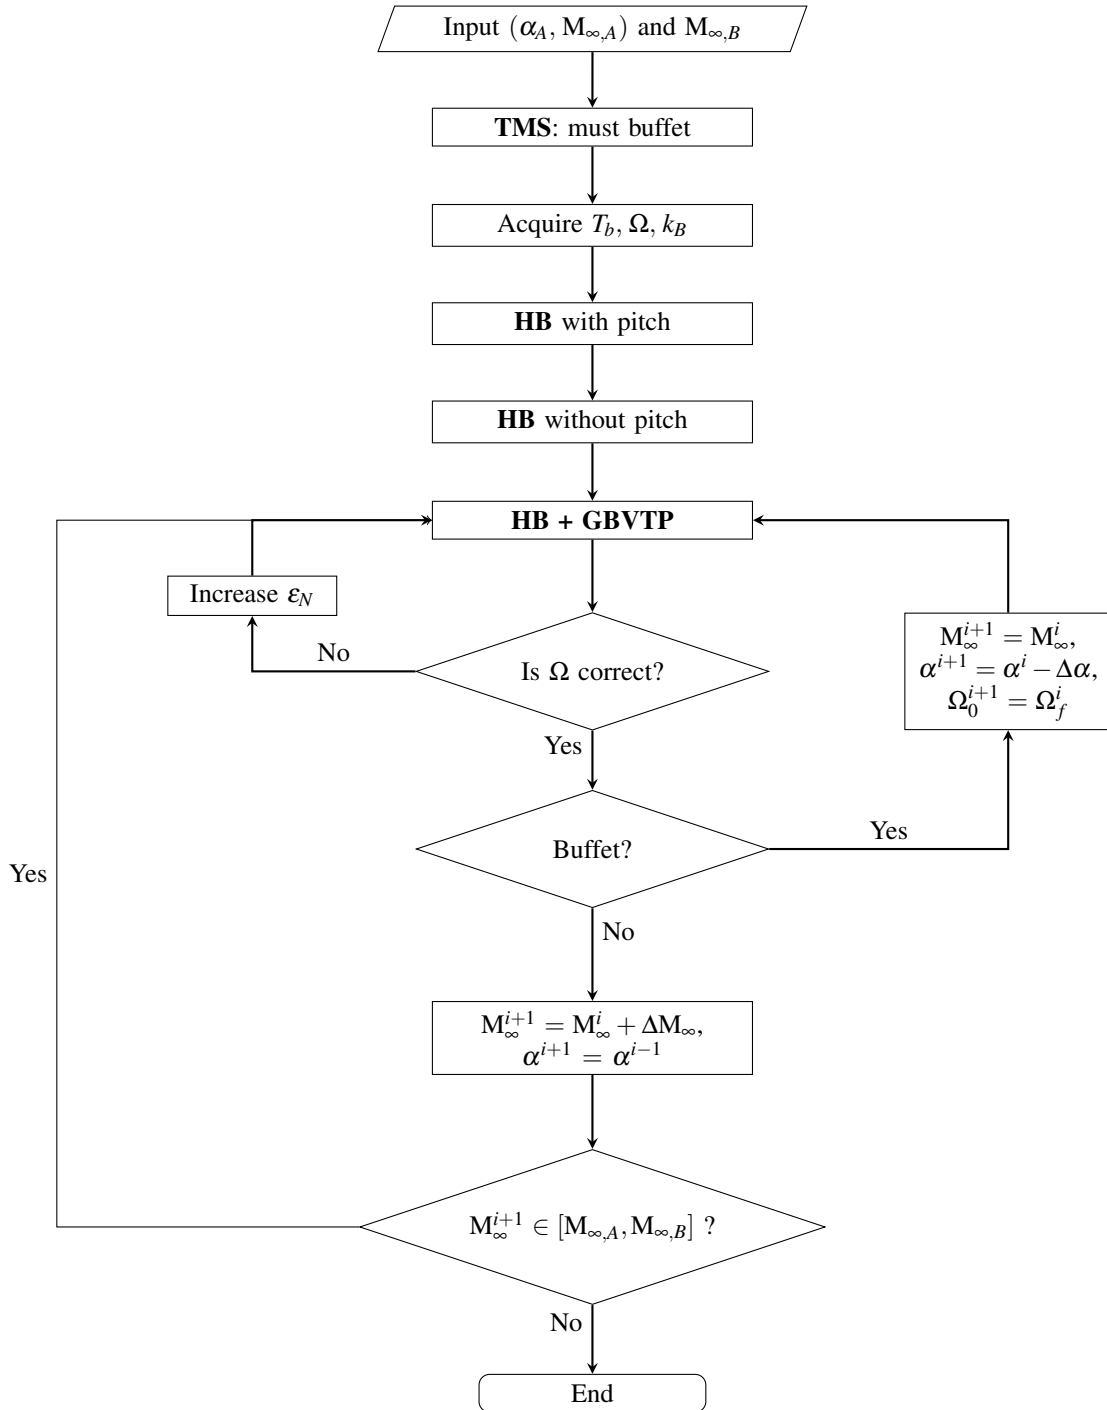 Input (α_A, M_∞,A) and M_∞,B
TMS: must buffet
Acquire T_b, Ω, k_B
HB with pitch
HB without pitch
HB + GBVTP
Increase ε_N
No
Is Ω correct?
M_∞^{i+1} = M_∞^i,
α^{i+1} = α^i − Δα,
Ω_0^{i+1} = Ω_f^i
Yes
Buffet?
Yes
Yes
No
M_∞^{i+1} = M_∞^i + ΔM_∞,
α^{i+1} = α^{i−1}
M_∞^{i+1} ∈ [M_∞,A, M_∞,B] ?
No
End